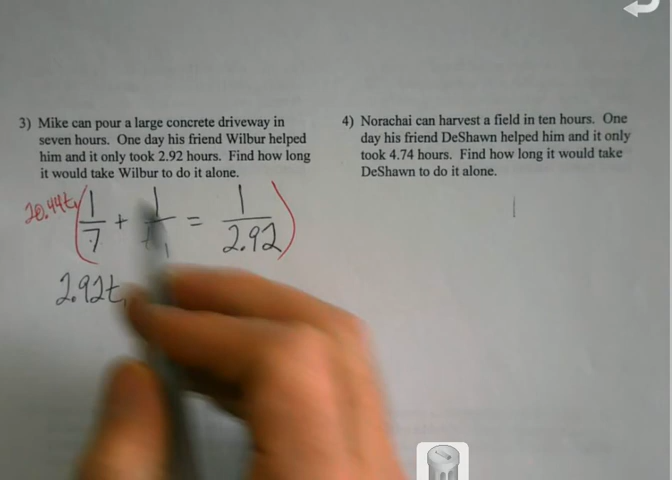 3) Mike can pour a large concrete driveway in
seven hours. One day his friend Wilbur helped
him and it only took 2.92 hours. Find how long
it would take Wilbur to do it alone.
20.44t₁(1/7 + 1/t₁ = 1/2.92)
2.92t₁
4) Norachai can harvest a field in ten hours. One
day his friend DeShawn helped him and it only
took 4.74 hours. Find how long it would take
DeShawn to do it alone.